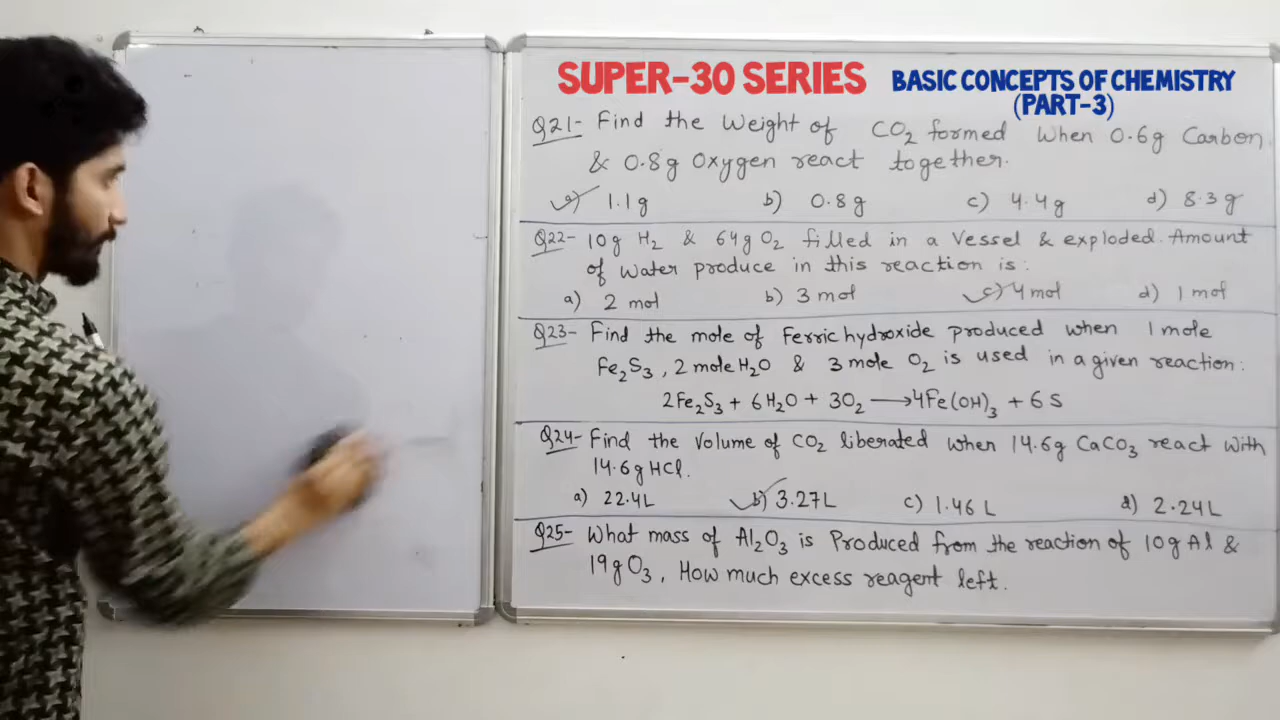 SUPER-30 SERIES
BASIC CONCEPTS OF CHEMISTRY
(PART-3)
Q21- Find the Weight of CO₂ formed When 0.6g Carbon
& 0.8g Oxygen react together.
a) 1.1g b) 0.8g c) 4.4g d) 8.3g
Q22- 10g H₂ & 64g O₂ filled in a Vessel & exploded. Amount
of water produce in this reaction is:
a) 2 mol b) 3 mol c) 4 mol d) 1 mol
Q23- Find the mole of Ferric hydroxide produced when 1 mole
Fe₂S₃, 2 mole H₂O & 3 mole O₂ is used in a given reaction:
2Fe₂S₃ + 6H₂O + 3O₂ → 4Fe(OH)₃ + 6S
Q24- Find the Volume of CO₂ liberated when 14.6g CaCO₃ react with
14.6g HCl.
a) 22.4L b) 3.27L c) 1.46L d) 2.24L
Q25- What mass of Al₂O₃ is Produced from the reaction of 10g Al &
19g O₃, How much excess reagent left.